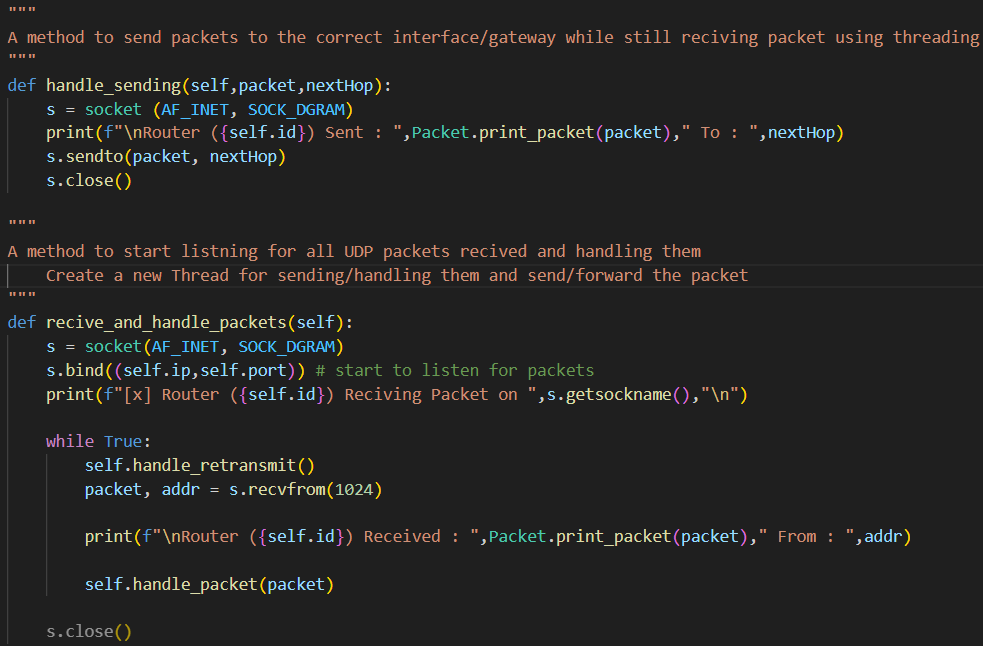 """
A method to send packets to the correct interface/gateway while still reciving packet using threading
"""
def handle_sending(self,packet,nextHop):
    s = socket (AF_INET, SOCK_DGRAM)
    print(f"\nRouter ({self.id}) Sent : ",Packet.print_packet(packet)," To : ",nextHop)
    s.sendto(packet, nextHop)
    s.close()
"""
A method to start listning for all UDP packets recived and handling them
    Create a new Thread for sending/handling them and send/forward the packet
"""
def recive_and_handle_packets(self):
    s = socket(AF_INET, SOCK_DGRAM)
    s.bind((self.ip,self.port)) # start to listen for packets
    print(f"[x] Router ({self.id}) Reciving Packet on ",s.getsockname(),"\n")
    while True:
        self.handle_retransmit()
        packet, addr = s.recvfrom(1024)
        print(f"\nRouter ({self.id}) Received : ",Packet.print_packet(packet)," From : ",addr)
        self.handle_packet(packet)
    s.close()